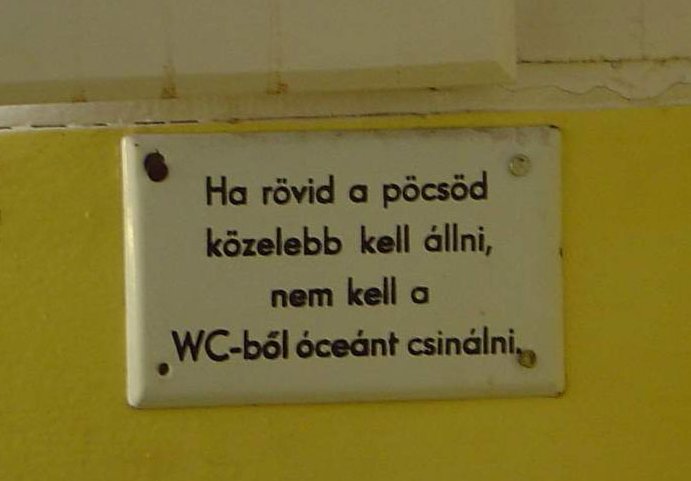 Ha rövid a pöcsöd
közelebb kell állni,
nem kell a
WC-ből óceánt csinálni.